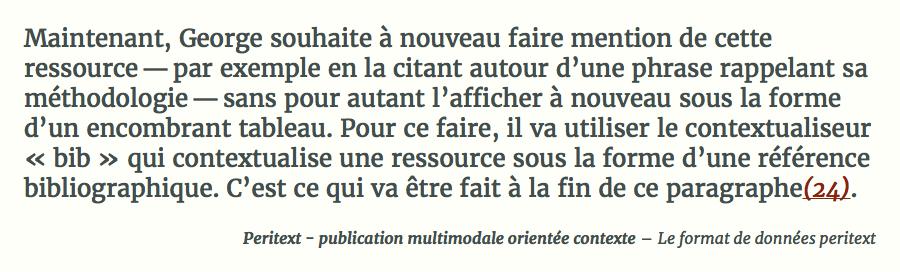 Maintenant, George souhaite à nouveau faire mention de cette
ressource — par exemple en la citant autour d’une phrase rappelant sa
méthodologie — sans pour autant l’afficher à nouveau sous la forme
d’un encombrant tableau. Pour ce faire, il va utiliser le contextualiseur
« bib » qui contextualise une ressource sous la forme d’une référence
bibliographique. C’est ce qui va être fait à la fin de ce paragraphe(24).
Peritext - publication multimodale orientée contexte – Le format de données peritext